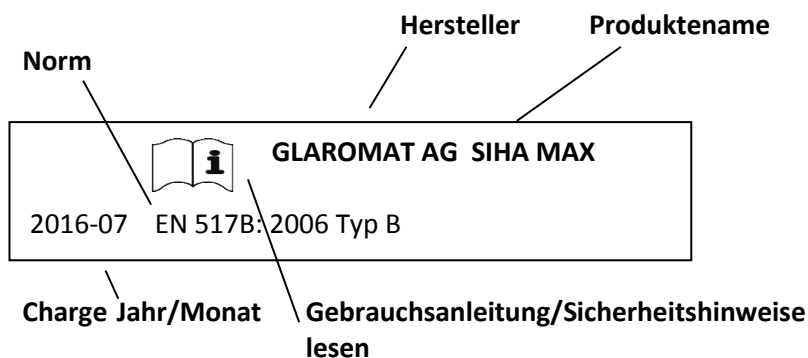 Hersteller Produktename
Norm
i GLAROMAT AG SIHA MAX
2016-07 EN 517B: 2006 Typ B
Charge Jahr/Monat Gebrauchsanleitung/Sicherheitshinweise
lesen